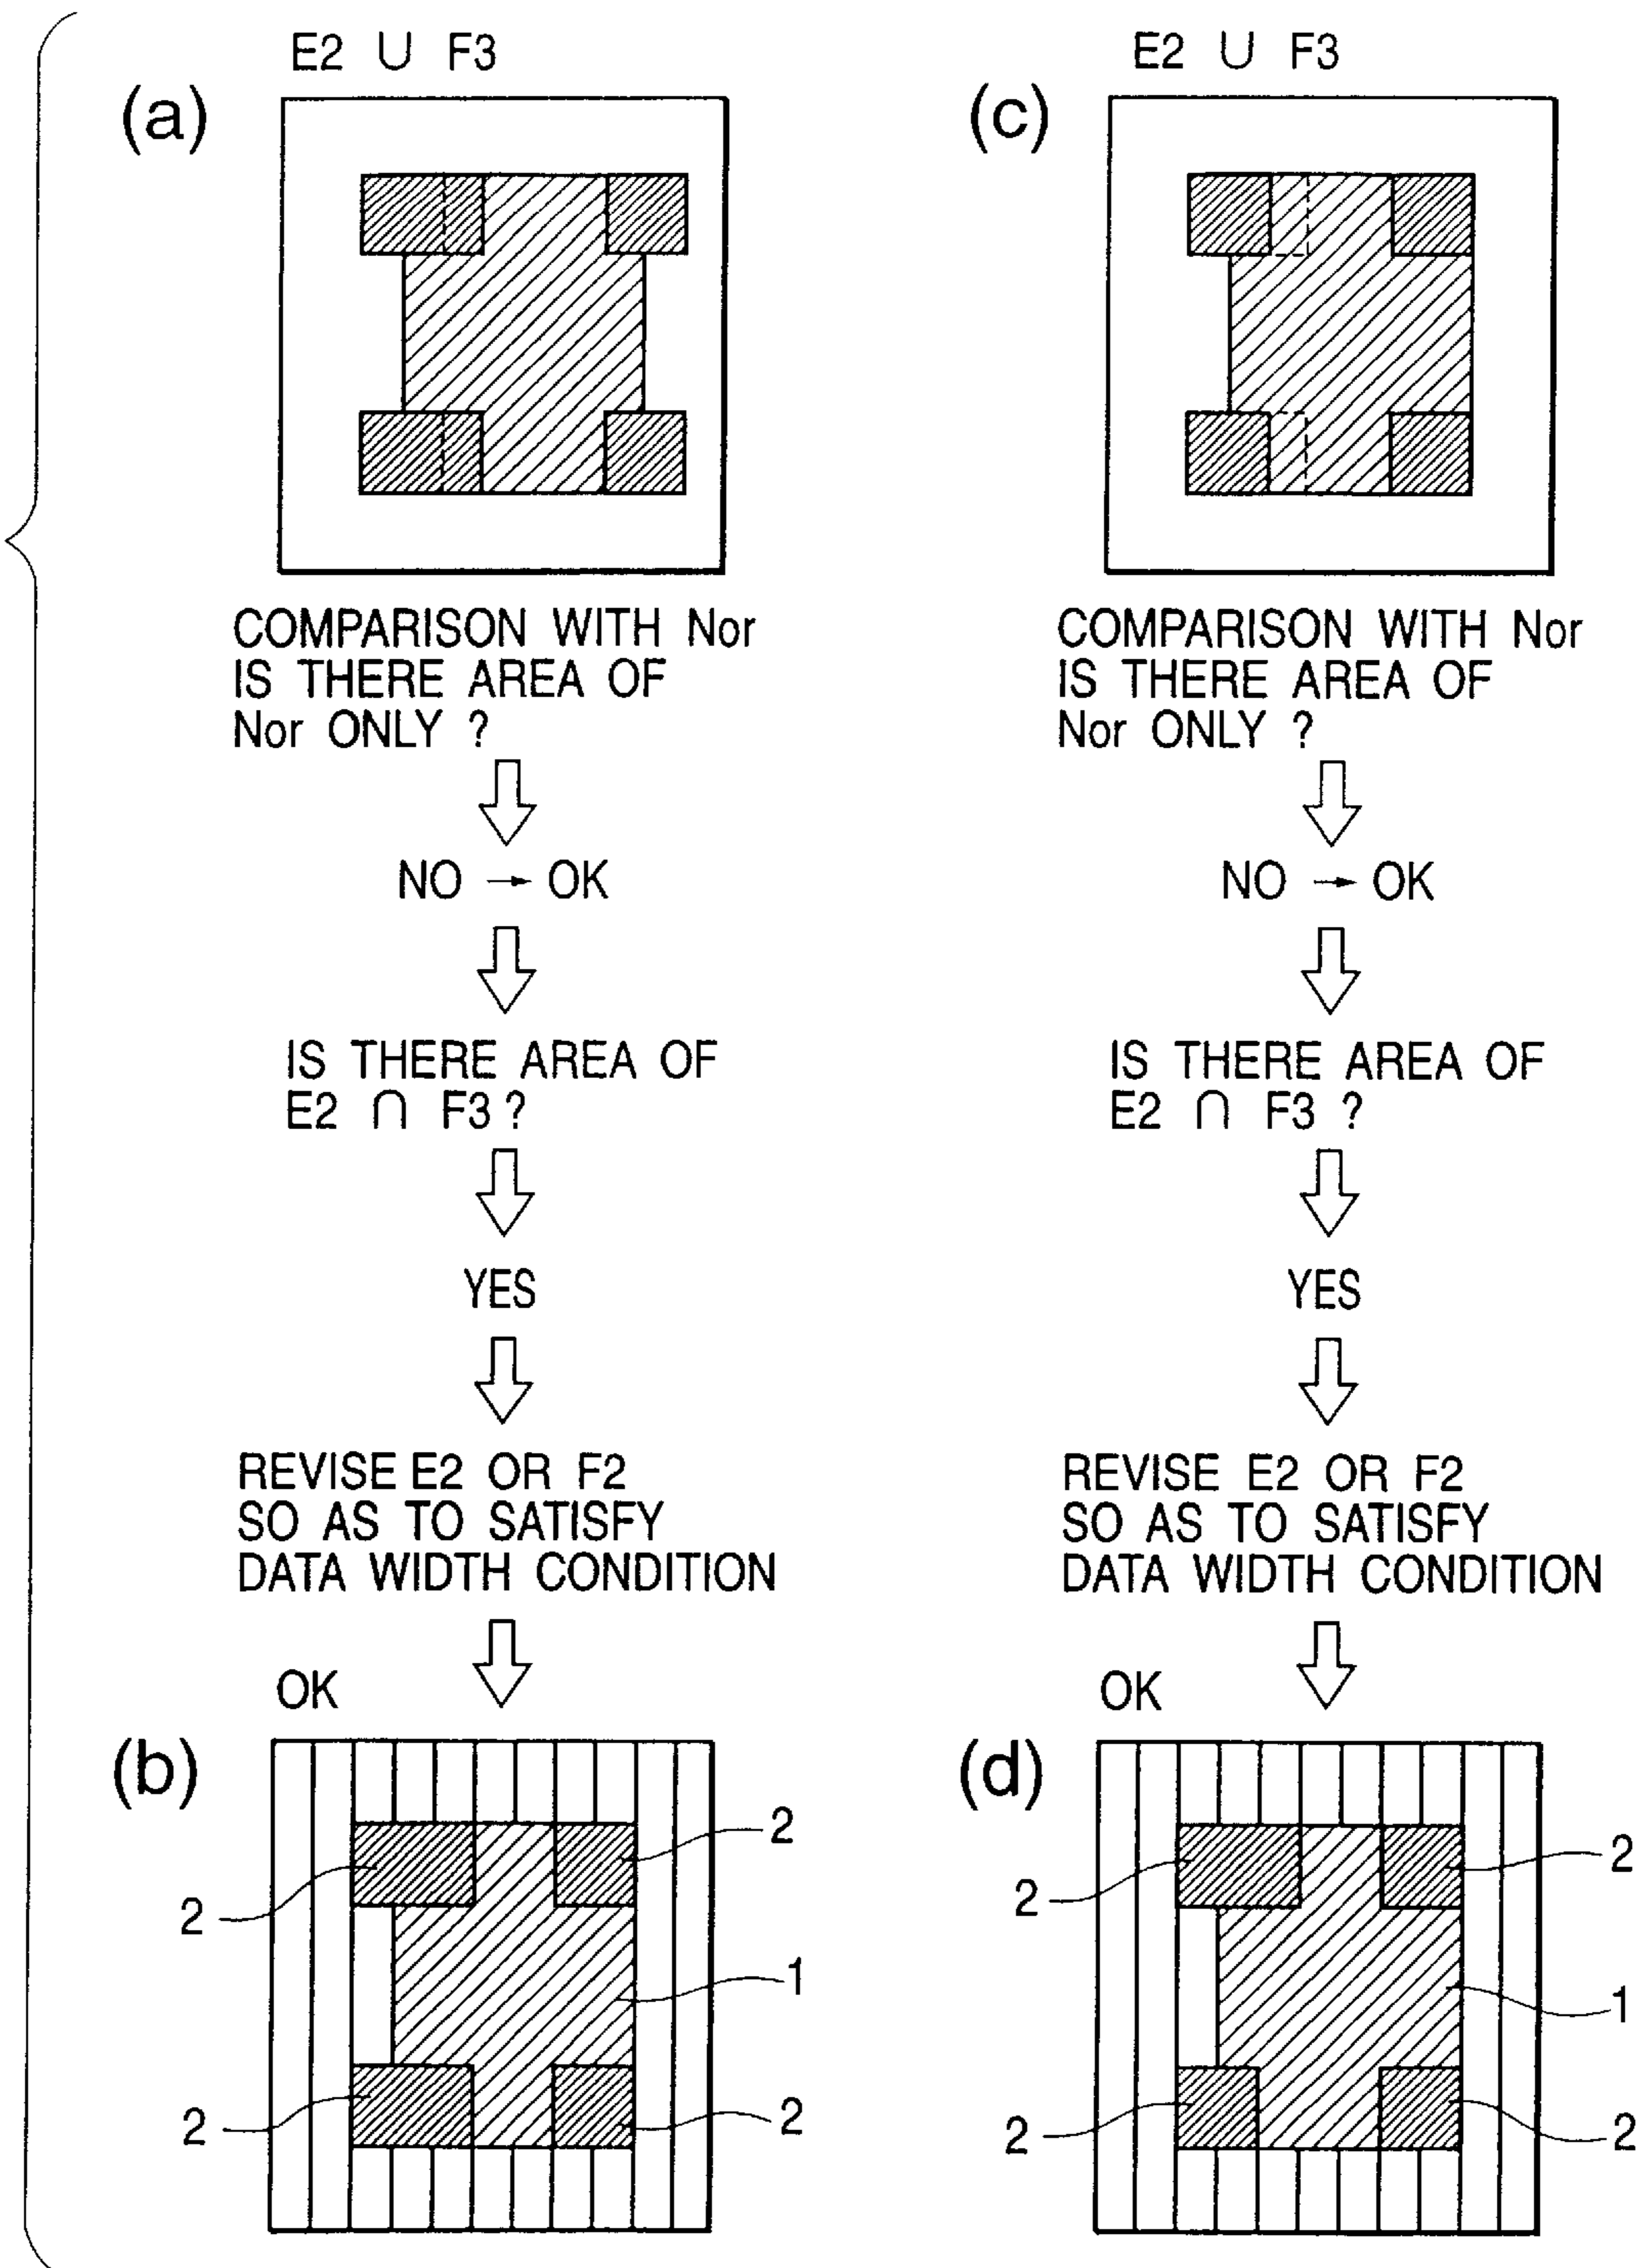 (a)
E2 ∪ F3
COMPARISON WITH Nor
IS THERE AREA OF
Nor ONLY ?
NO → OK
IS THERE AREA OF
E2 ∩ F3 ?
YES
REVISE E2 OR F2
SO AS TO SATISFY
DATA WIDTH CONDITION
OK
(b)
2
2
1
2
2
(c)
E2 ∪ F3
COMPARISON WITH Nor
IS THERE AREA OF
Nor ONLY ?
NO → OK
IS THERE AREA OF
E2 ∩ F3 ?
YES
REVISE E2 OR F2
SO AS TO SATISFY
DATA WIDTH CONDITION
OK
(d)
2
2
1
2
2